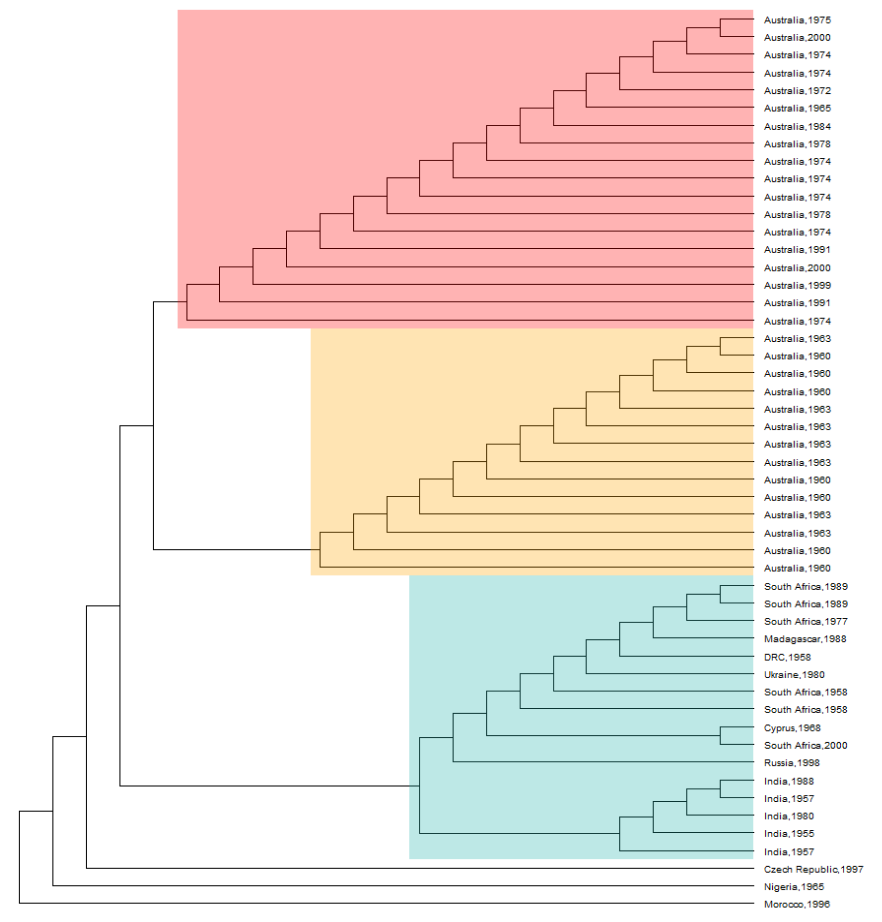 Australia,1975
Australia,2000
Australia,1974
Australia,1974
Australia,1972
Australia,1965
Australia,1984
Australia,1978
Australia,1974
Australia,1974
Australia,1974
Australia,1978
Australia,1974
Australia,1991
Australia,2000
Australia,1999
Australia,1991
Australia,1974
Australia,1963
Australia,1960
Australia,1960
Australia,1960
Australia,1963
Australia,1963
Australia,1963
Australia,1963
Australia,1960
Australia,1960
Australia,1963
Australia,1963
Australia,1960
Australia,1960
South Africa,1989
South Africa,1989
South Africa,1977
Madagascar,1988
DRC,1958
Ukraine,1980
South Africa,1958
South Africa,1958
Cyprus,1968
South Africa,2000
Russia,1998
India,1988
India,1957
India,1980
India,1955
India,1957
Czech Republic,1997
Nigeria,1965
Morocco,1996